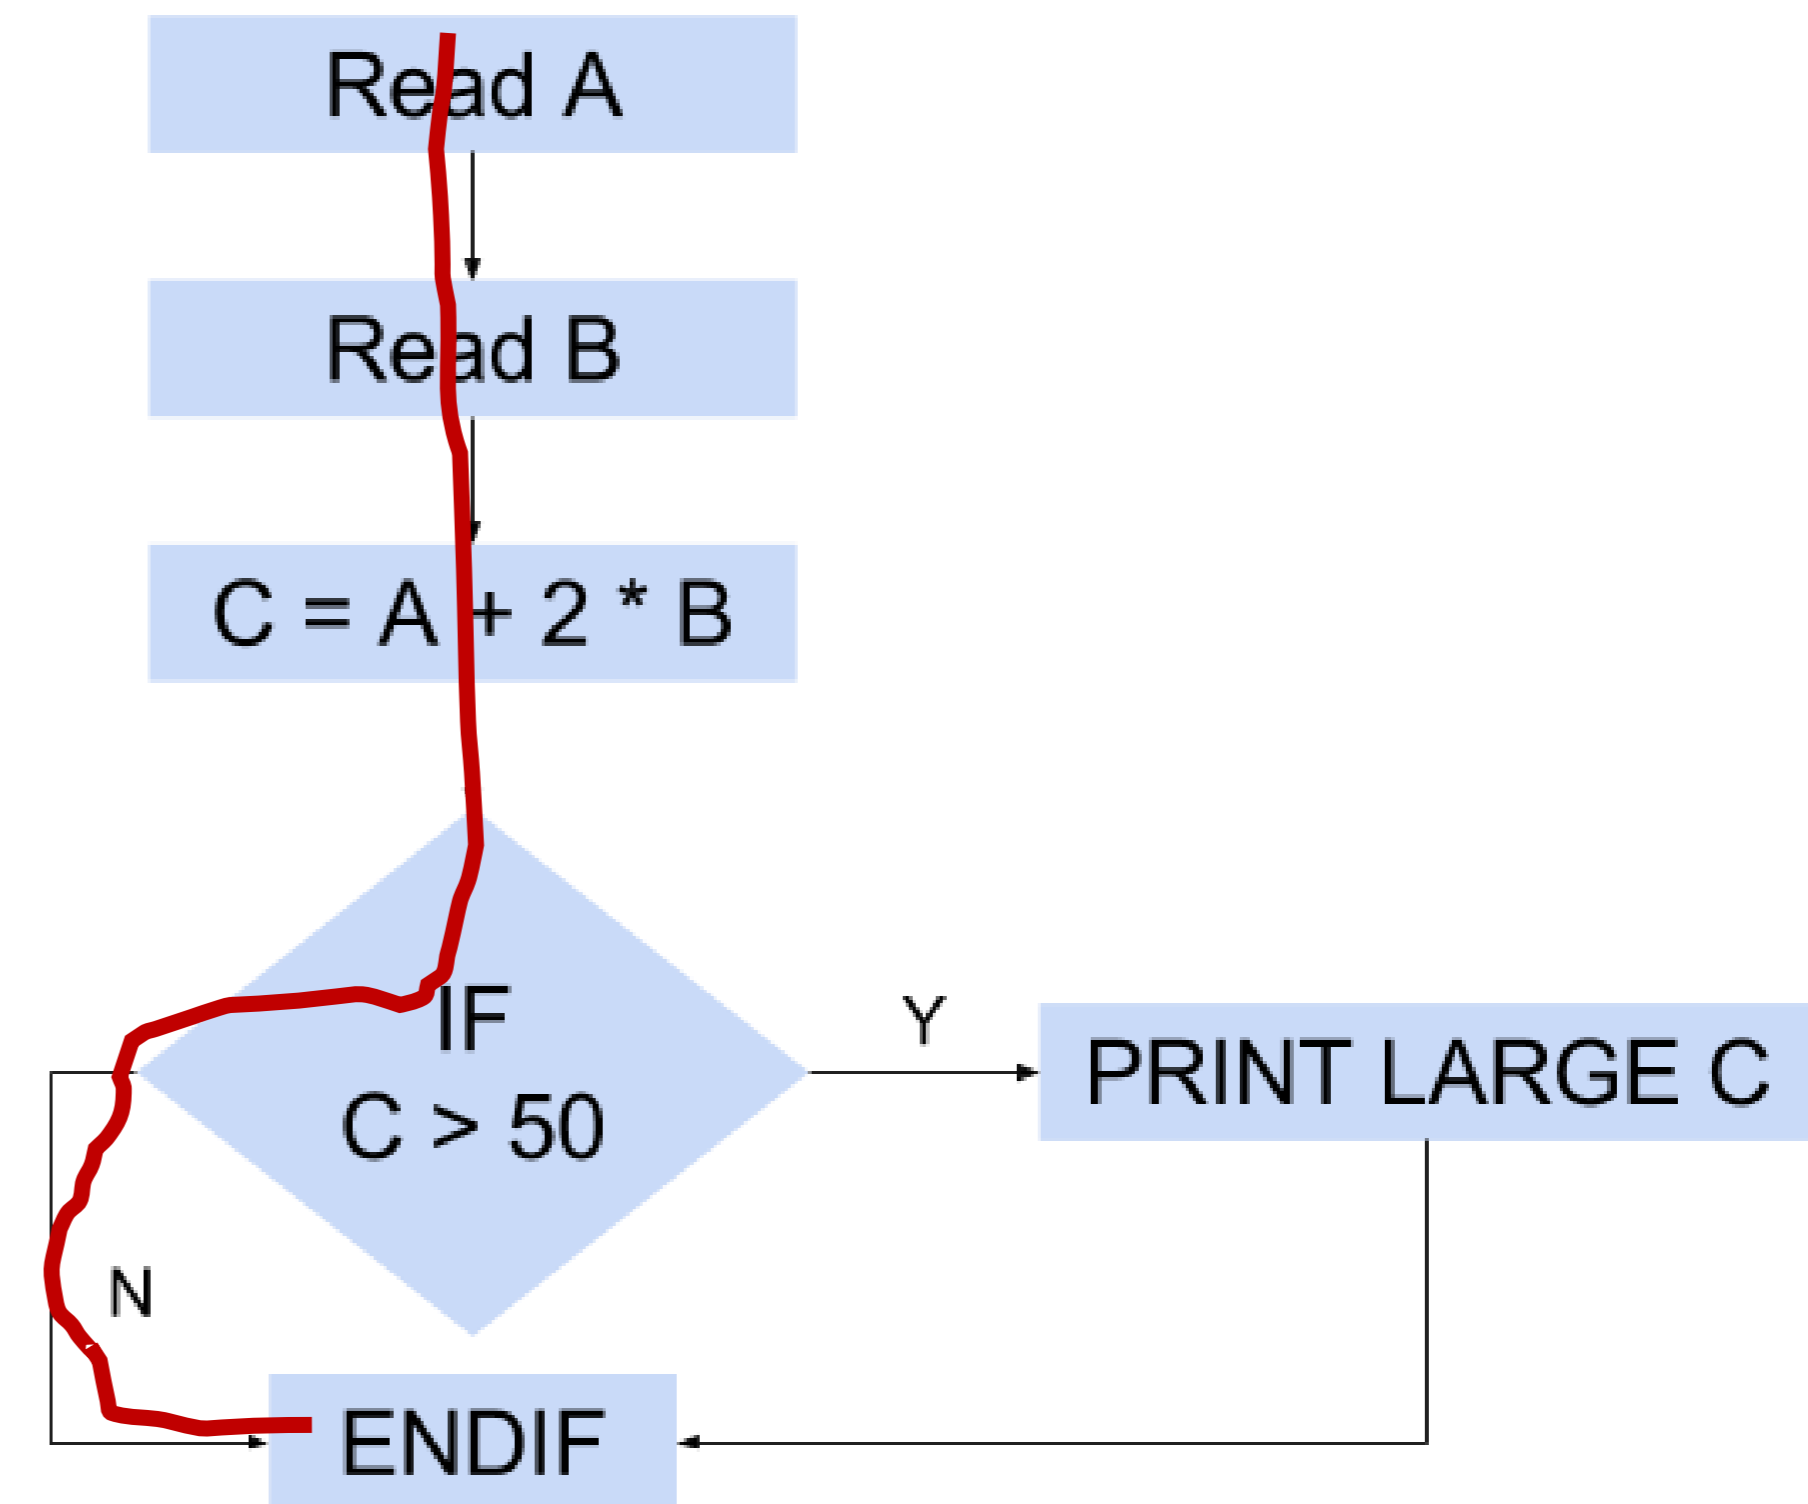 Read A
Read B
C = A + 2 * B
IF
C > 50
Y
PRINT LARGE C
N
ENDIF